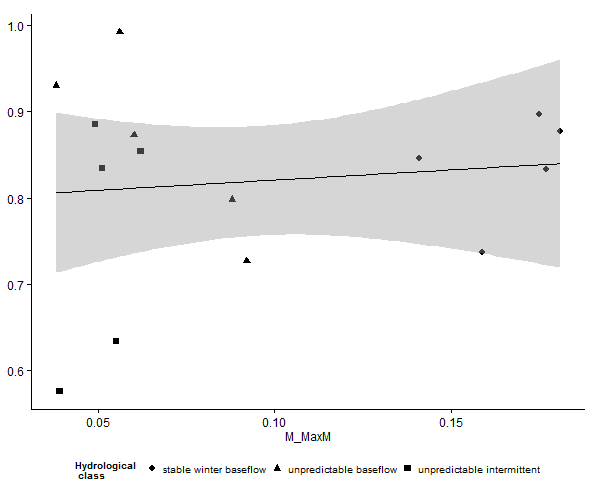 1.0
0.9
0.8
0.7
0.6
0.05 0.10 0.15
M_MaxM
Hydrological
class
stable winter baseflow unpredictable baseflow unpredictable intermittent